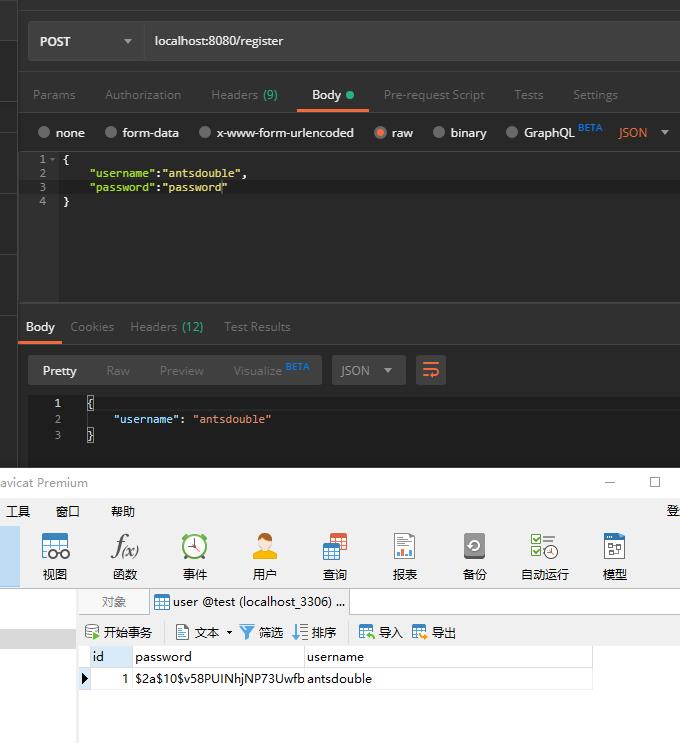 POST localhost:8080/register
Params Authorization Headers (9) Body Pre-request Script Tests Settings
none form-data x-www-form-urlencoded raw binary GraphQL BETA JSON
1 {
2 "username":"antsdouble",
3 "password":"password"
4 }
Body Cookies Headers (12) Test Results
Pretty Raw Preview Visualize BETA JSON
1 {
2 "username": "antsdouble"
3 }
avicat Premium
工具 窗口 帮助 登
视图 函数 事件 用户 查询 报表 备份 自动运行 模型
对象 user @test (localhost_3306) ...
开始事务 文本 筛选 排序 导入 导出
id password username
1 $2a$10$v58PUINhjNP73Uwfb antsdouble